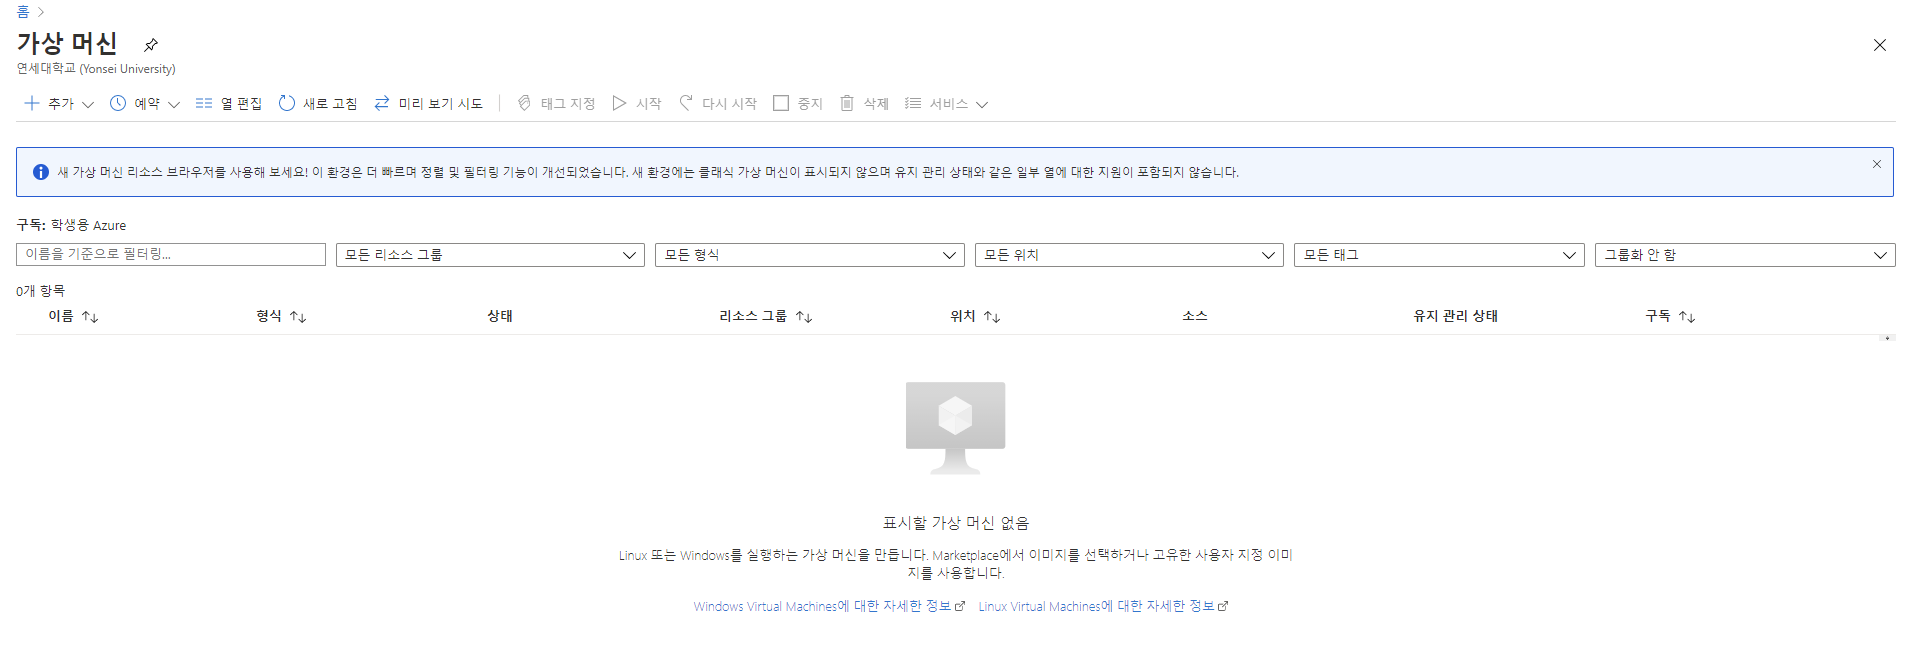 홈
가상 머신
연세대학교 (Yonsei University)
추가 예약 열 편집 새로 고침 미리 보기 시도 태그 지정 시작 다시 시작 중지 삭제 서비스
새 가상 머신 리소스 브라우저를 사용해 보세요! 이 환경은 더 빠르며 정렬 및 필터링 기능이 개선되었습니다. 새 환경에는 클래식 가상 머신이 표시되지 않으며 유지 관리 상태와 같은 일부 열에 대한 지원이 포함되지 않습니다.
구독: 학생용 Azure
이름을 기준으로 필터링... 모든 리소스 그룹 모든 형식 모든 위치 모든 태그 그룹화 안 함
0개 항목
이름 형식 상태 리소스 그룹 위치 소스 유지 관리 상태 구독
표시할 가상 머신 없음
Linux 또는 Windows를 실행하는 가상 머신을 만듭니다. Marketplace에서 이미지를 선택하거나 고유한 사용자 지정 이미
지를 사용합니다.
Windows Virtual Machines에 대한 자세한 정보 Linux Virtual Machines에 대한 자세한 정보